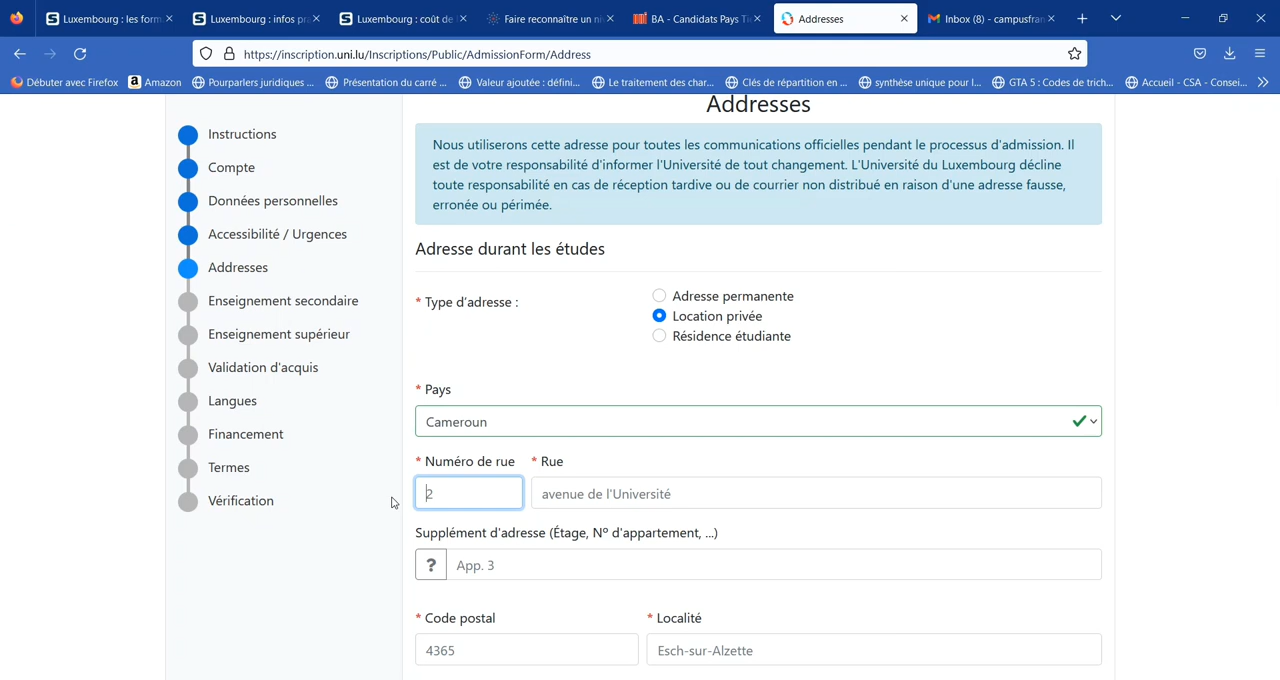 Luxembourg : les form
Luxembourg : infos pr
Luxembourg : coût de
Faire reconnaître un ni
BA - Candidats Pays Ti
Addresses
Inbox (8) - campusfran
https://inscription.uni.lu/Inscriptions/Public/AdmissionForm/Address
Débuter avec Firefox
Amazon
Pourparlers juridiques ...
Présentation du carré ...
Valeur ajoutée : défini...
Le traitement des char...
Clés de répartition en ...
synthèse unique pour l...
GTA 5 : Codes de trich...
Accueil - CSA - Consei...
Addresses
Instructions
Compte
Données personnelles
Accessibilité / Urgences
Addresses
Enseignement secondaire
Enseignement supérieur
Validation d'acquis
Langues
Financement
Termes
Vérification
Nous utiliserons cette adresse pour toutes les communications officielles pendant le processus d'admission. Il
est de votre responsabilité d'informer l'Université de tout changement. L'Université du Luxembourg décline
toute responsabilité en cas de réception tardive ou de courrier non distribué en raison d'une adresse fausse,
erronée ou périmée.
Adresse durant les études
* Type d'adresse :
Adresse permanente
Location privée
Résidence étudiante
* Pays
Cameroun
* Numéro de rue * Rue
2 avenue de l'Université
Supplément d'adresse (Étage, Nº d'appartement, ...)
? App. 3
* Code postal * Localité
4365 Esch-sur-Alzette